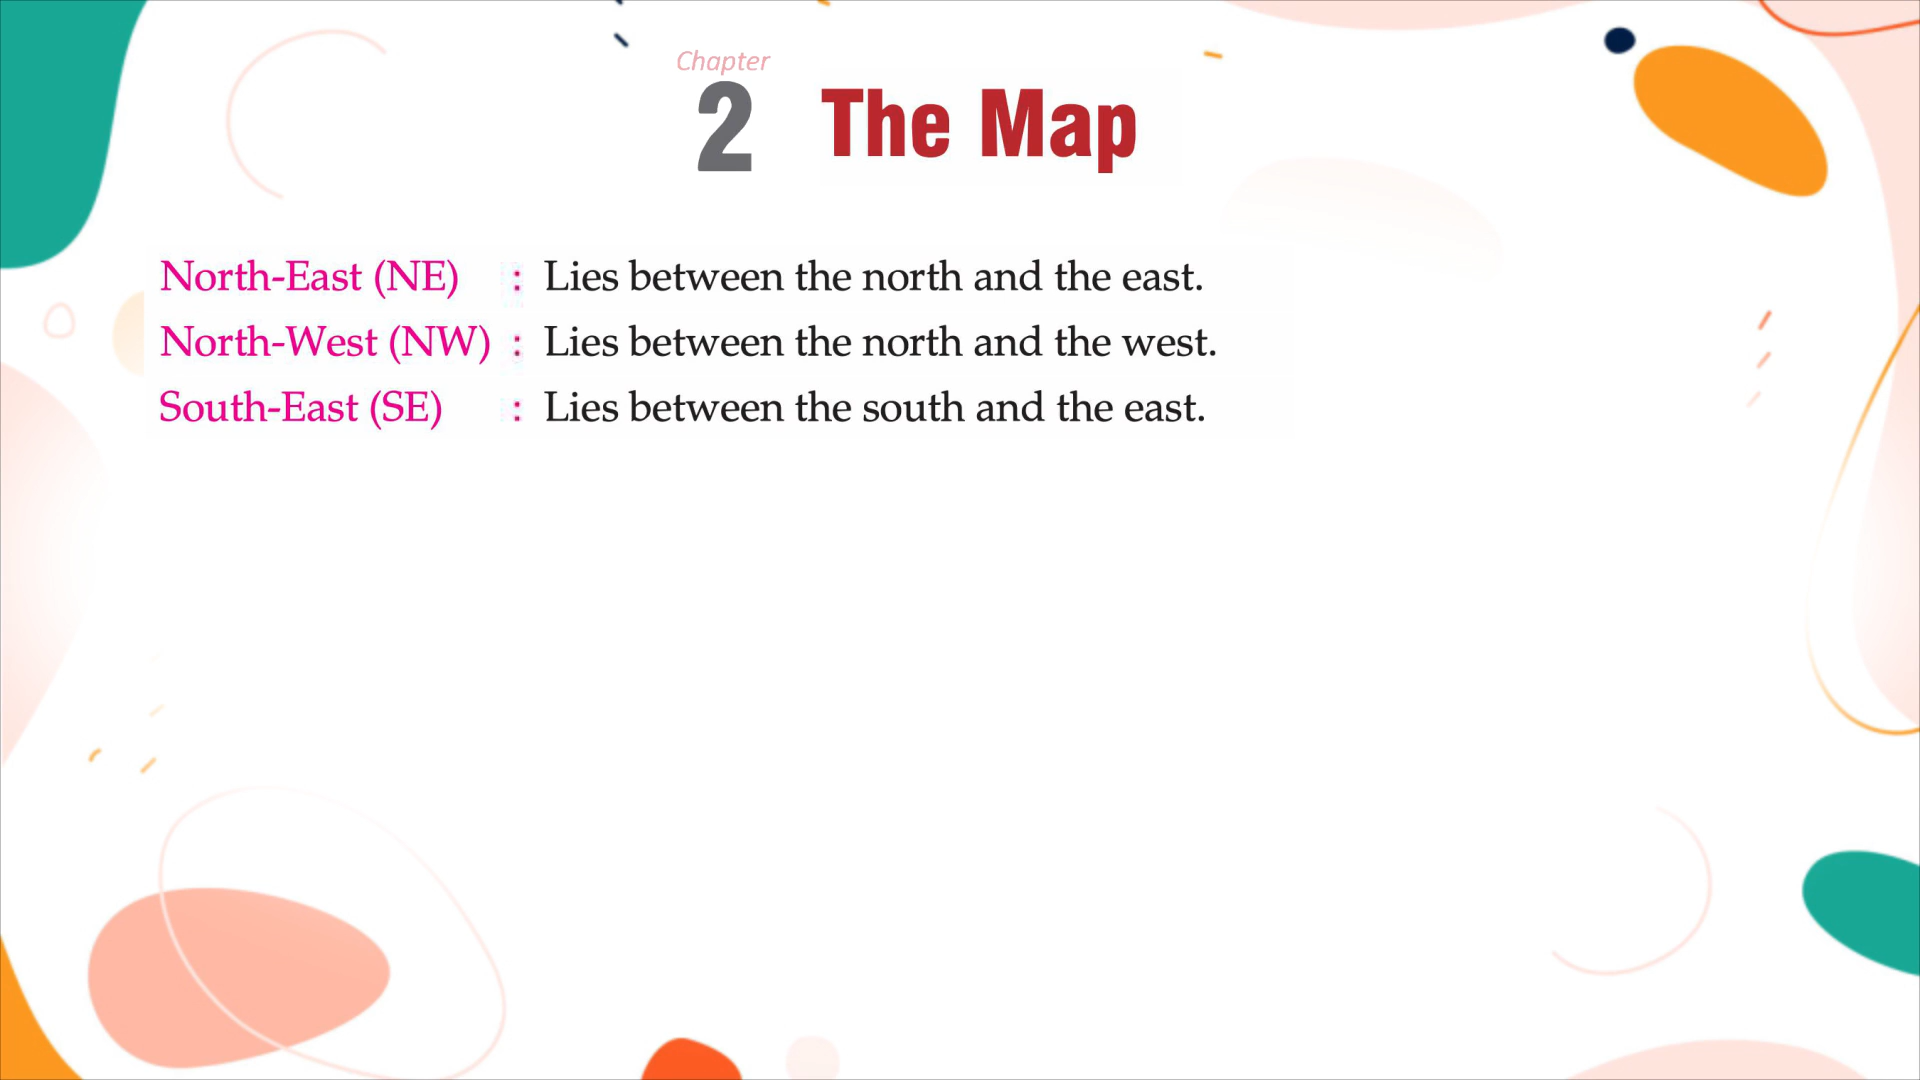 Chapter
2 The Map
North-East (NE) : Lies between the north and the east.
North-West (NW) : Lies between the north and the west.
South-East (SE) : Lies between the south and the east.